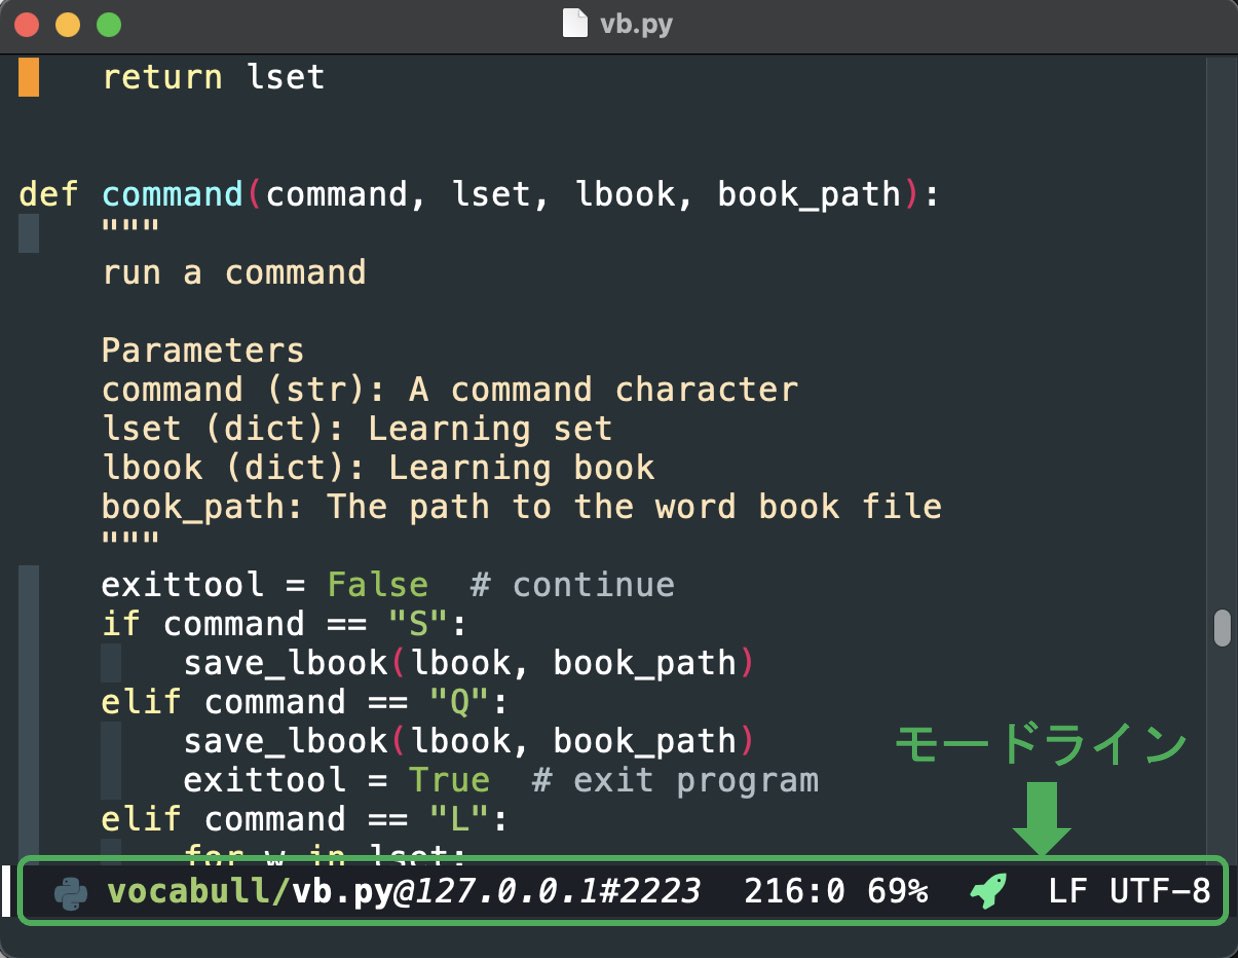 vb.py
return lset
def command(command, lset, lbook, book_path):
"""
run a command
Parameters
command (str): A command character
lset (dict): Learning set
lbook (dict): Learning book
book_path: The path to the word book file
"""
exittool = False  # continue
if command == "S":
save_lbook(lbook, book_path)
elif command == "Q":
save_lbook(lbook, book_path)
exittool = True  # exit program
elif command == "L":
for w in lset:
モードライン
vocabull/vb.py@127.0.0.1#2223 216:0 69% LF UTF-8